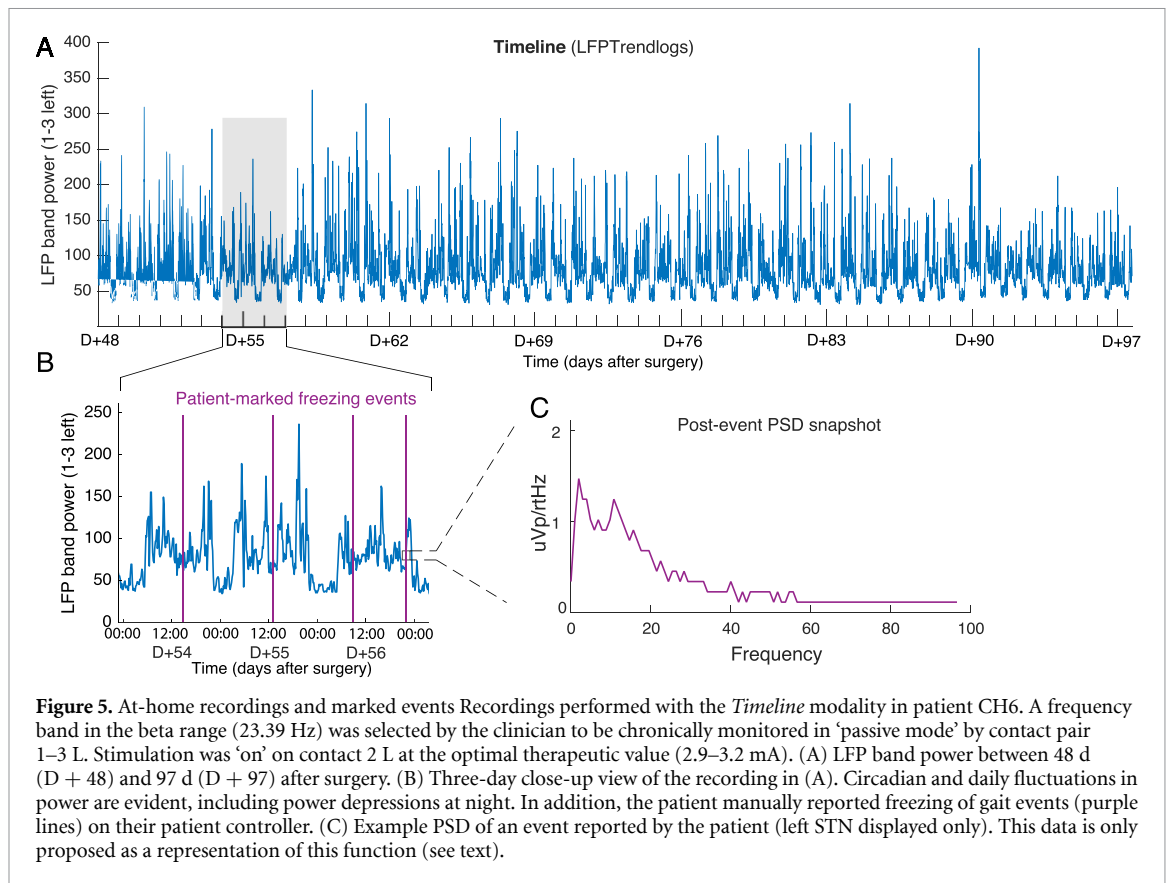 A
Timeline (LFPTrendlogs)
LFP band power (1-3 left)
400
350
300
250
200
150
100
50
D+48 D+55 D+62 D+69 D+76 D+83 D+90 D+97
Time (days after surgery)
B
Patient-marked freezing events
LFP band power (1-3 left)
250
200
150
100
50
0
00:00 12:00 00:00 12:00 00:00 12:00 00:00
D+54 D+55 D+56
Time (days after surgery)
C
Post-event PSD snapshot
uVp/rtHz
2
1
0
0 20 40 60 80 100
Frequency
Figure 5. At-home recordings and marked events Recordings performed with the Timeline modality in patient CH6. A frequency
band in the beta range (23.39 Hz) was selected by the clinician to be chronically monitored in ‘passive mode’ by contact pair
1–3 L. Stimulation was ‘on’ on contact 2 L at the optimal therapeutic value (2.9–3.2 mA). (A) LFP band power between 48 d
(D + 48) and 97 d (D + 97) after surgery. (B) Three-day close-up view of the recording in (A). Circadian and daily fluctuations in
power are evident, including power depressions at night. In addition, the patient manually reported freezing of gait events (purple
lines) on their patient controller. (C) Example PSD of an event reported by the patient (left STN displayed only). This data is only
proposed as a representation of this function (see text).